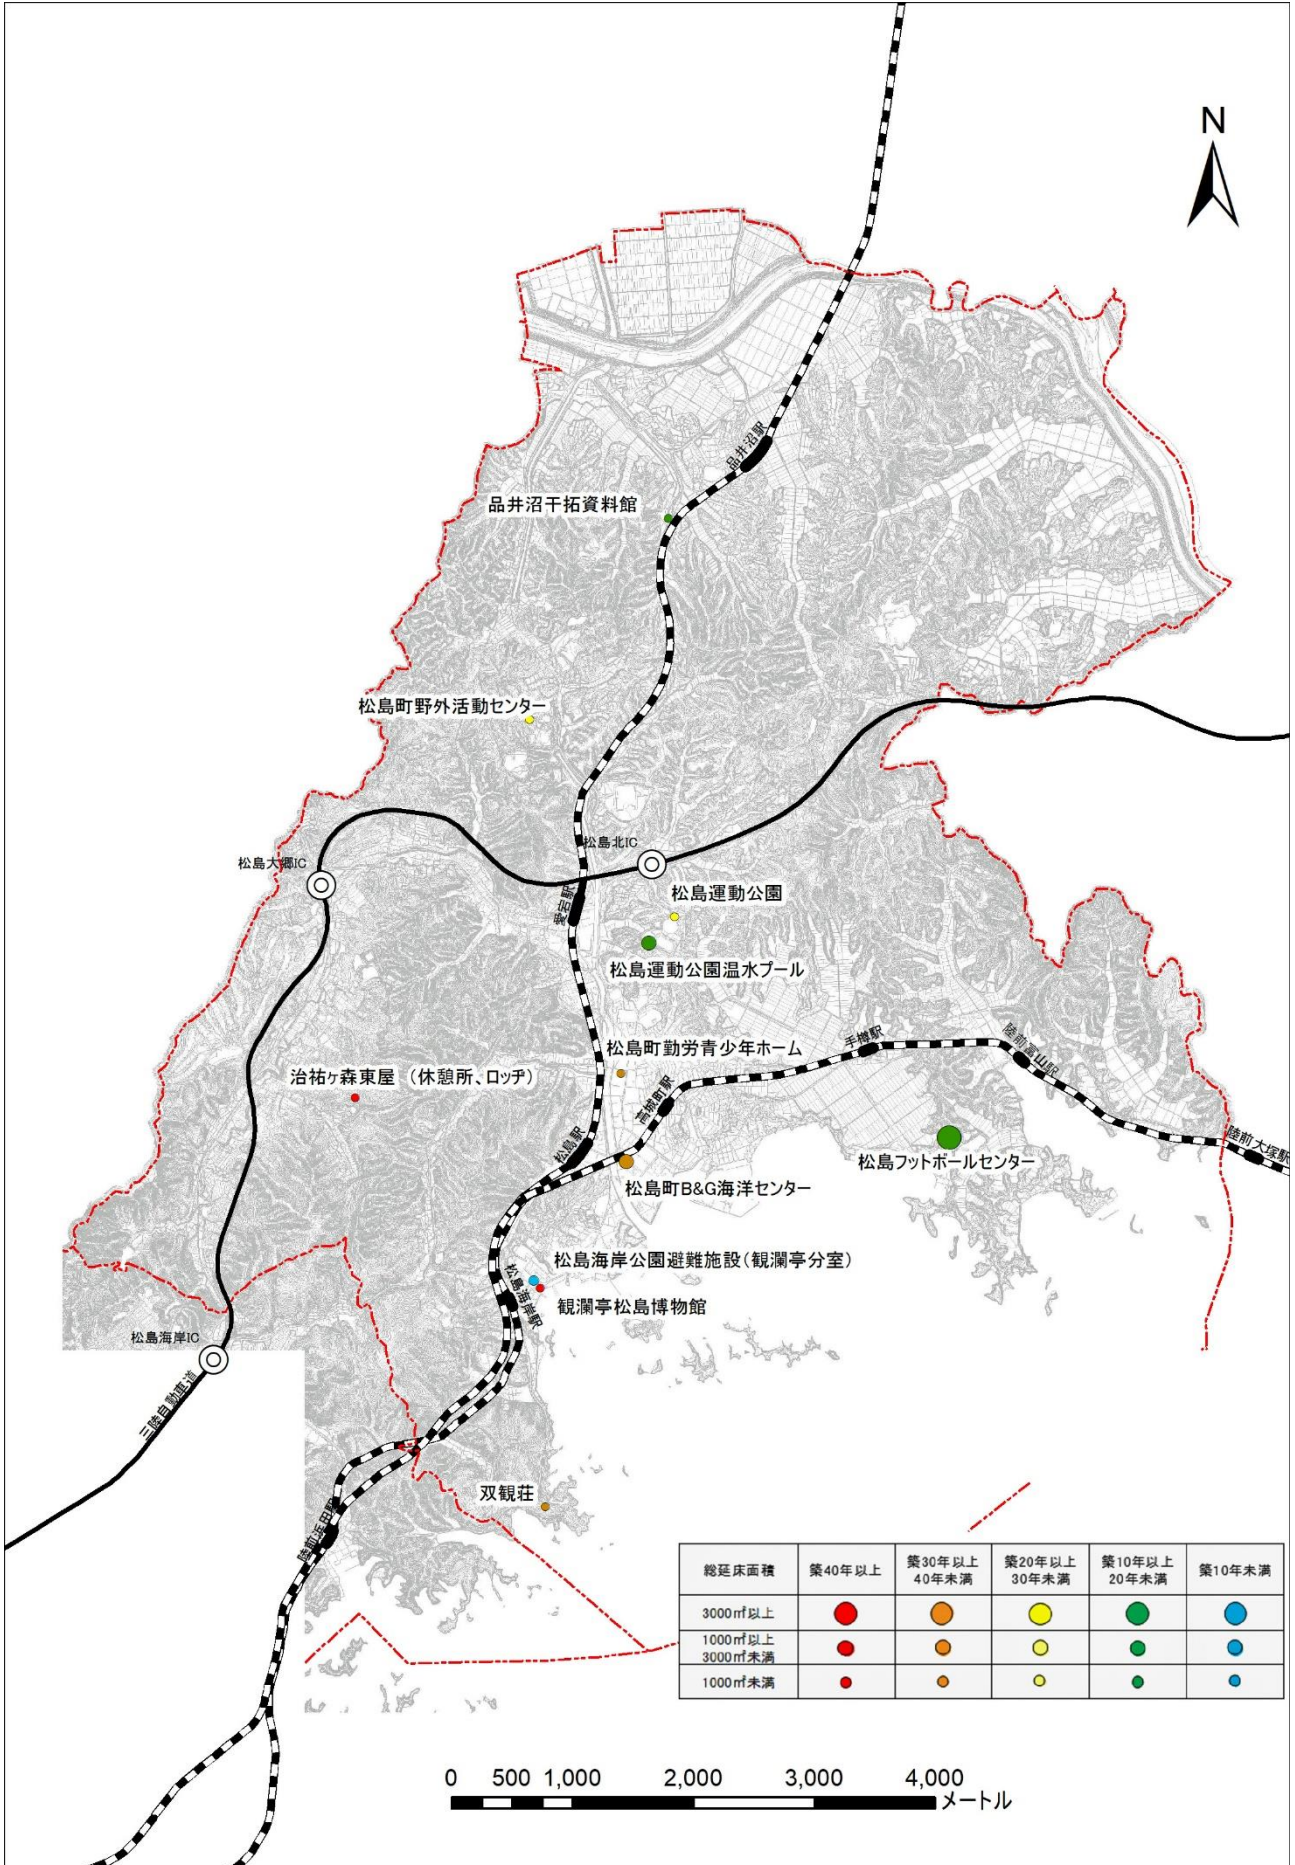 N
品井沼駅
品井沼干拓資料館
松島町野外活動センター
松島北IC
松島大郷IC
愛宕駅
松島運動公園
松島運動公園温水プール
手樽駅
陸前富山駅
松島町勤労青少年ホーム
治祐ヶ森東屋 （休憩所、ロッヂ）
高城町駅
松島駅
陸前大塚駅
松島フットボールセンター
松島町B&G海洋センター
松島海岸公園避難施設（観瀾亭分室）
松島海岸駅
観瀾亭松島博物館
松島海岸IC
三陸自動車道
双観荘
陸前浜田駅
総延床面積 築40年以上 築30年以上 40年未満 築20年以上 30年未満 築10年以上 20年未満 築10年未満
3000㎡以上
1000㎡以上
3000㎡未満
1000㎡未満
0 500 1,000 2,000 3,000 4,000
メートル